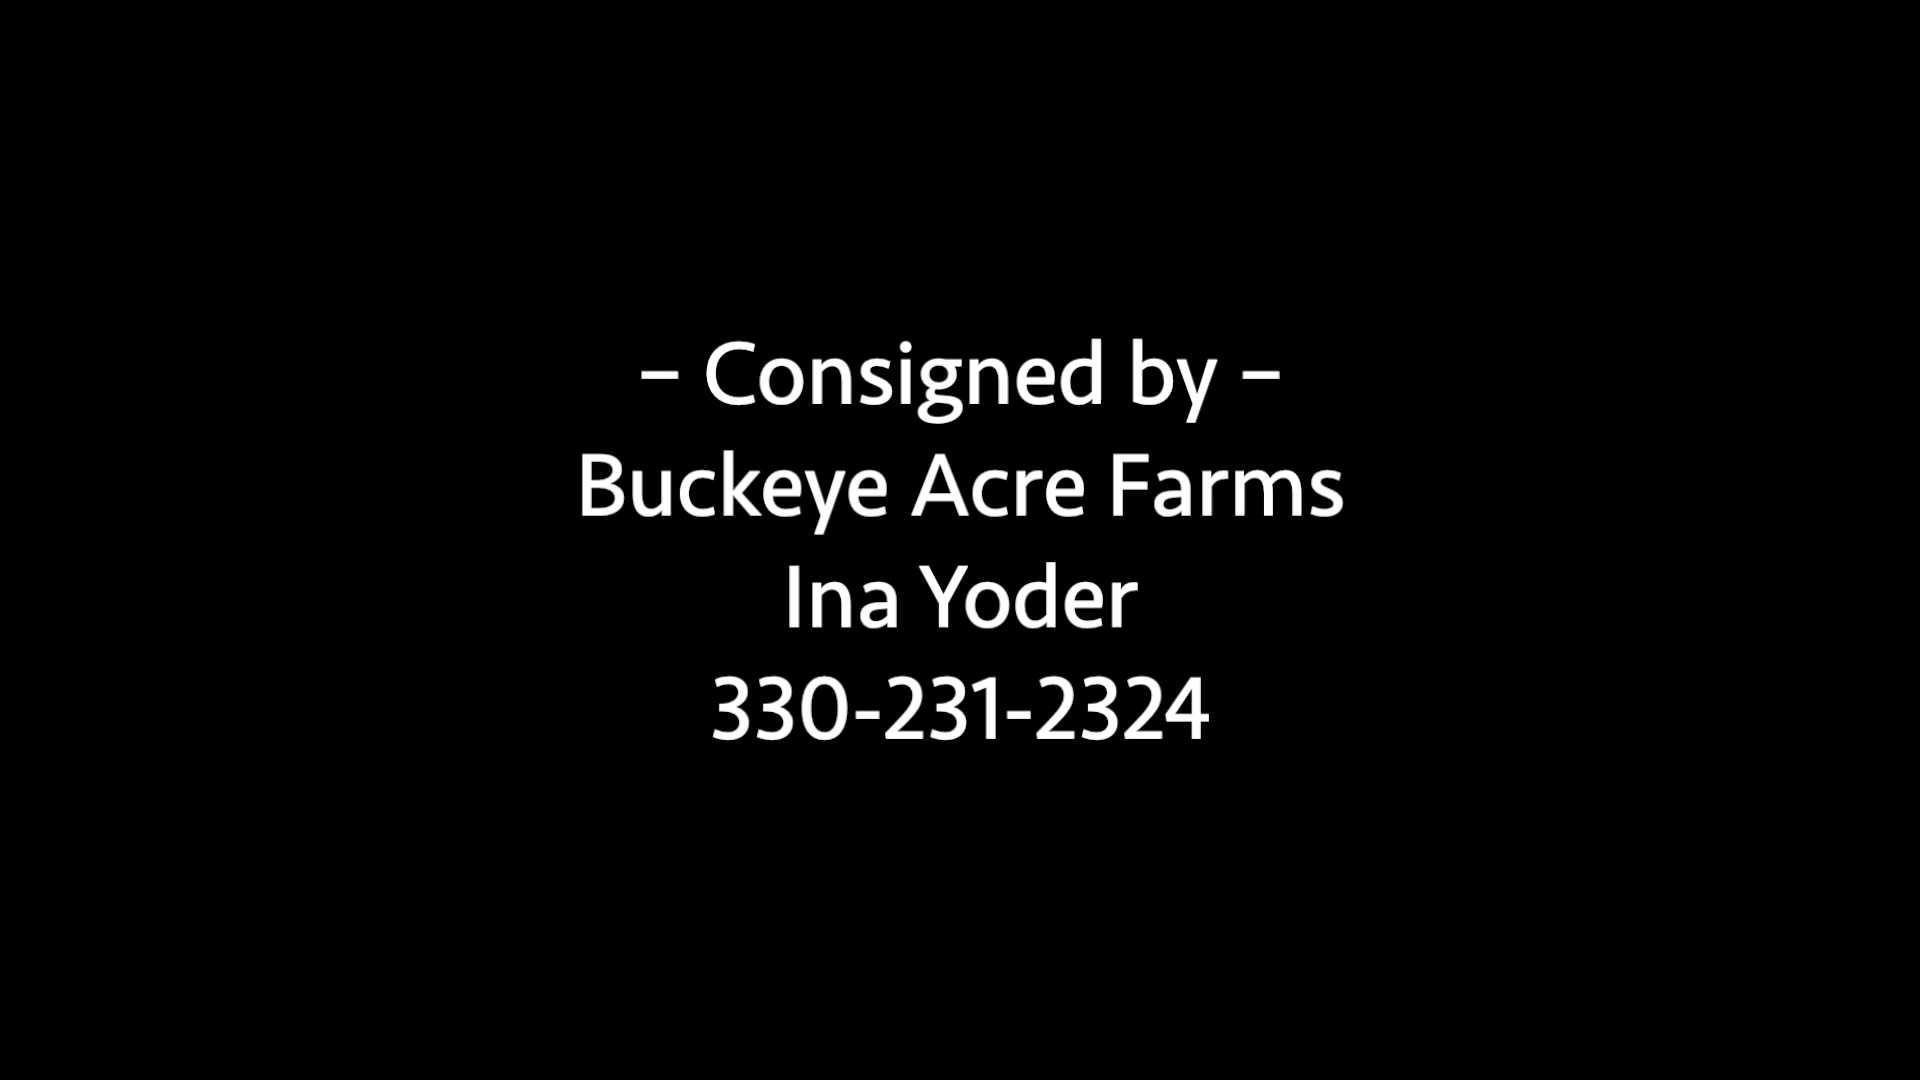 – Consigned by –
Buckeye Acre Farms
Ina Yoder
330-231-2324